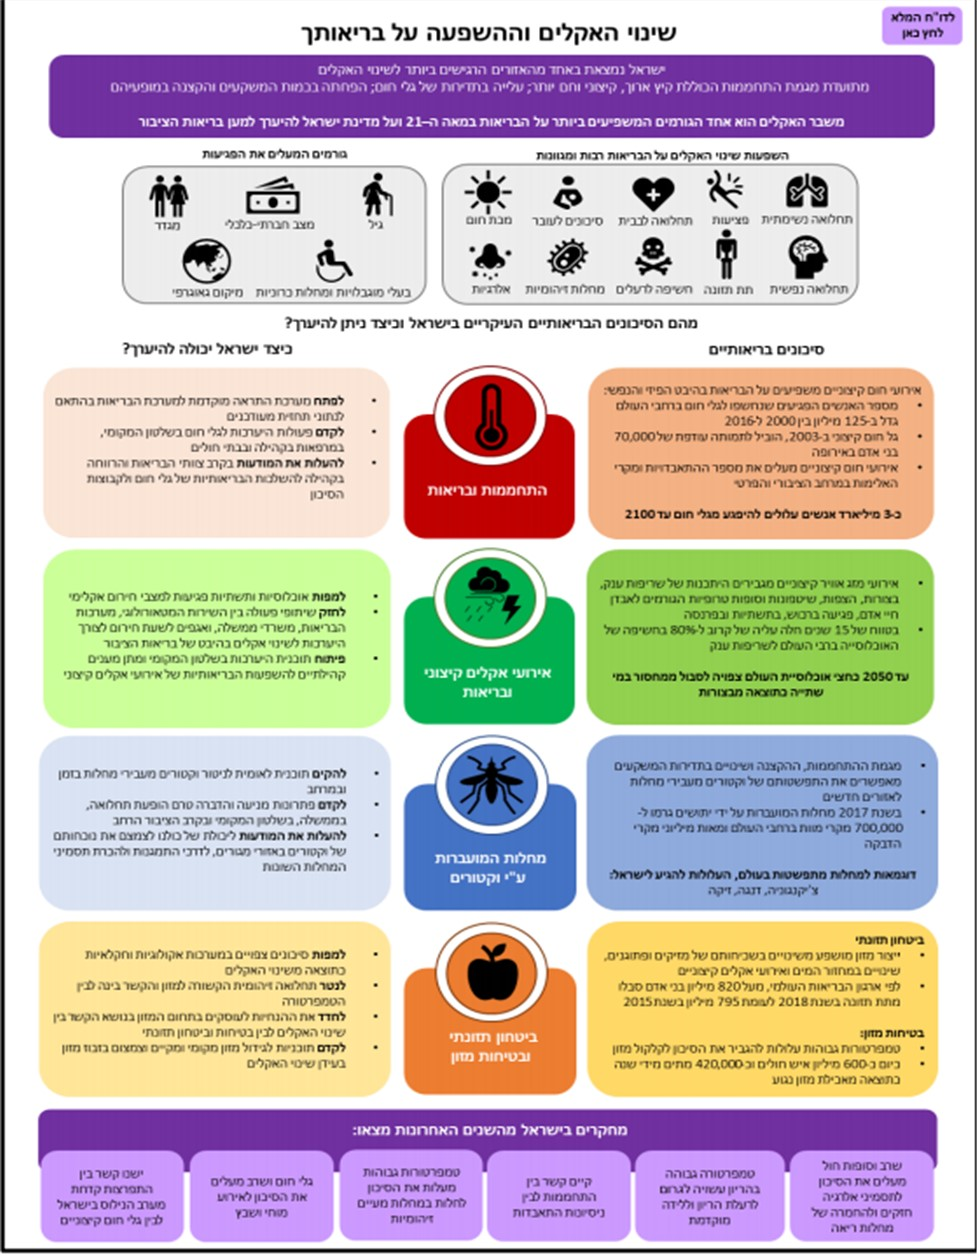 לדו"ח המלא
לחץ כאן
שינוי האקלים וההשפעה על בריאותך
ישראל נמצאת באחד מהאזורים הרגישים ביותר לשינוי האקלים
מתועדת מגמת התחממות הכוללת קיץ ארוך, קיצוני וחם יותר; עלייה בתדירות של גלי חום; הפחתה בכמות המשקעים והקצנה במופעיהם
משבר האקלים הוא אחד הגורמים המשפיעים ביותר על הבריאות במאה ה–21 ועל מדינת ישראל להיערך למען בריאות הציבור
השפעות שינוי האקלים על הבריאות רבות ומגוונות
תחלואה נשימתית
פציעות
תחלואה לבבית
סיכונים לעובר
מכת חום
תחלואה נפשית
תת תזונה
חשיפה לרעלים
מחלות זיהומיות
אלרגיות
גורמים המעלים את הפגיעות
גיל
מצב חברתי-כלכלי
מגדר
בעלי מוגבלויות ומחלות כרוניות
מיקום גאוגרפי
מהם הסיכונים הבריאותיים העיקריים בישראל וכיצד ניתן להיערך?
סיכונים בריאותיים
כיצד ישראל יכולה להיערך?
אירועי חום קיצוניים משפיעים על הבריאות בהיבט הפיזי והנפשי:
• מספר האנשים הפגיעים שנחשפו לגלי חום ברחבי העולם
גדל ב-125 מיליון בין 2000 ל-2016
• גל חום קיצוני ב-2003, הוביל לתמותה עודפת של 70,000
בני אדם באירופה
• אירועי חום קיצוניים מעלים את מספר ההתאבדויות ומקרי
האלימות במרחב הציבורי והפרטי
כ-3 מיליארד אנשים עלולים להיפגע מגלי חום עד 2100
התחממות ובריאות
• לפתח מערכת התראה מוקדמת למערכת הבריאות בהתאם
לנתוני תחזית מעודכנים
• לקדם פעולות היערכות לגלי חום בשלטון המקומי,
במרפאות בקהילה ובבתי חולים
• להעלות את המודעות בקרב צוותי הבריאות והרווחה
בקהילה להשלכות הבריאותיות של גלי חום ולקבוצות
הסיכון
• אירועי מזג אוויר קיצוניים מגבירים היתכנות של שריפות ענק,
בצורות, הצפות, שיטפונות וסופות טרופיות הגורמים לאבדן
חיי אדם, פגיעה ברכוש, בתשתיות ובפרנסה
• בטווח של 15 שנים חלה עליה של קרוב ל-80% בחשיפה של
האוכלוסייה ברבי העולם לשריפות ענק
עד 2050 כחצי אוכלוסיית העולם צפויה לסבול ממחסור במי
שתייה כתוצאה מבצורות
אירועי אקלים קיצוני
ובריאות
• למפות אוכלוסיות ותשתיות פגיעות למצבי חירום אקלימי
• לחזק שיתופי פעולה בין השירות המטאורולוגי, מערכות
הבריאות, משרדי ממשלה, ואגפים לשעת חירום לצורך
היערכות לשינוי אקלים בהיבט של בריאות הציבור
• פיתוח תוכנית היערכות בשלטון המקומי ומתן מענים
קהילתיים להשפעות הבריאותיות של אירועי אקלים קיצוני
• מגמת ההתחממות, ההקצנה ושינויים בתדירות המשקעים
מאפשרים את התפשטותם של וקטורים מעבירי מחלות
לאזורים חדשים
• בשנת 2017 מחלות המועברות על ידי יתושים גרמו ל-
700,000 מקרי מוות ברחבי העולם ומאות מיליוני מקרי
הדבקה
דוגמאות למחלות מתפשטות בעולם, העלולות להגיע לישראל:
צ'יקנגוניה, דנגה, זיקה
מחלות המועברות
ע"י וקטורים
• להקים תוכנית לאומית לניטור וקטורים מעבירי מחלות בזמן
ובמרחב
• לקדם פתרונות מניעה והדברה טרם הופעת תחלואה,
בממשלה, בשלטון המקומי ובקרב הציבור הרחב
• להעלות את המודעות ליכולת של כולנו לצמצם את נוכחותם
של וקטורים באזורי מגורים, לדרכי התמגנות ולהכרת תסמיני
המחלות השונות
ביטחון תזונתי
• ייצור מזון מושפע משינויים בשכיחותם של מזיקים ופתוגנים,
שינויים במחזור המים ואירועי אקלים קיצוניים
• לפי ארגון הבריאות העולמי, מעל 820 מיליון בני אדם סבלו
מתת תזונה בשנת 2018 לעומת 795 מיליון בשנת 2015
בטיחות מזון:
• טמפרטורות גבוהות עלולות להגביר את הסיכון לקלקול מזון
• כיום כ-600 מיליון איש חולים וכ-420,000 מתים מידי שנה
כתוצאה מאכילת מזון נגוע
ביטחון תזונתי
ובטיחות מזון
• למפות סיכונים צפויים במערכות אקולוגיות וחקלאיות
כתוצאה משינוי האקלים
• לנטר תחלואה זיהומית הקשורה למזון והקשר בינה לבין
הטמפרטורה
• לחדד את ההנחיות לעוסקים בתחום המזון בנושא הקשר בין
שינוי האקלים לבין בטיחות וביטחון תזונתי
• לקדם תוכניות לגידול מזון מקומי ומקיים וצמצום בזבוז מזון
בעידן שינוי האקלים
מחקרים בישראל מהשנים האחרונות מצאו:
שרב וסופות חול
מעלים את הסיכון
לתסמיני אלרגיה
חזקים ולהחמרה של
מחלות ריאה
טמפרטורה גבוהה
בהריון עשויה לגרום
לרעלת הריון וללידה
מוקדמת
קיים קשר בין
התחממות לבין
ניסיונות התאבדות
טמפרטורות גבוהות
מעלות את הסיכון
לחלות במחלות מעיים
זיהומיות
גלי חום ושרב מעלים
את הסיכון לאירוע
מוחי ושבץ
ישנו קשר בין
התפרצות קדחת
מערב הנילוס בישראל
לבין גלי חום קיצוניים